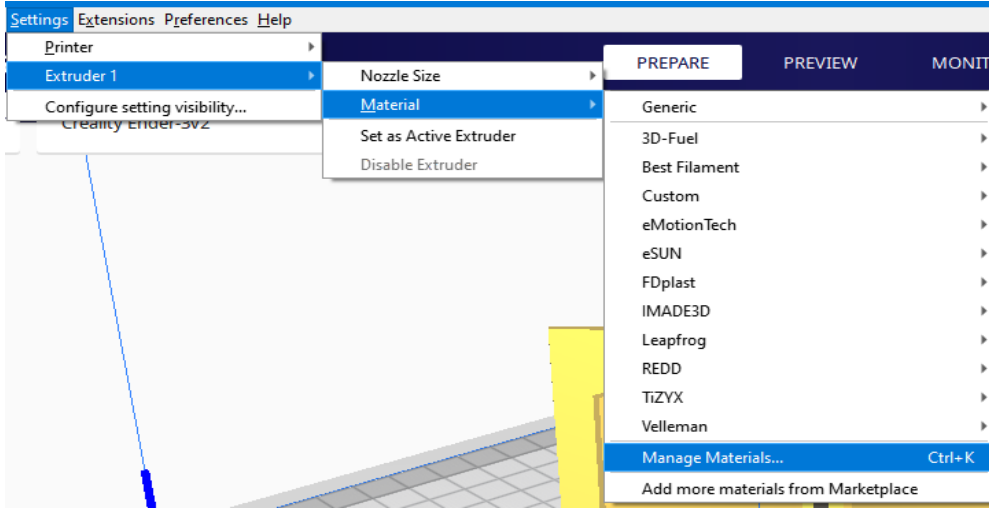 Settings Extensions Preferences Help
Printer
Extruder 1
Configure setting visibility...
Creality Ender-3v2
Nozzle Size
Material
Set as Active Extruder
Disable Extruder
PREPARE PREVIEW MONIT
Generic
3D-Fuel
Best Filament
Custom
eMotionTech
eSUN
FDplast
IMADE3D
Leapfrog
REDD
TiZYX
Velleman
Manage Materials... Ctrl+K
Add more materials from Marketplace